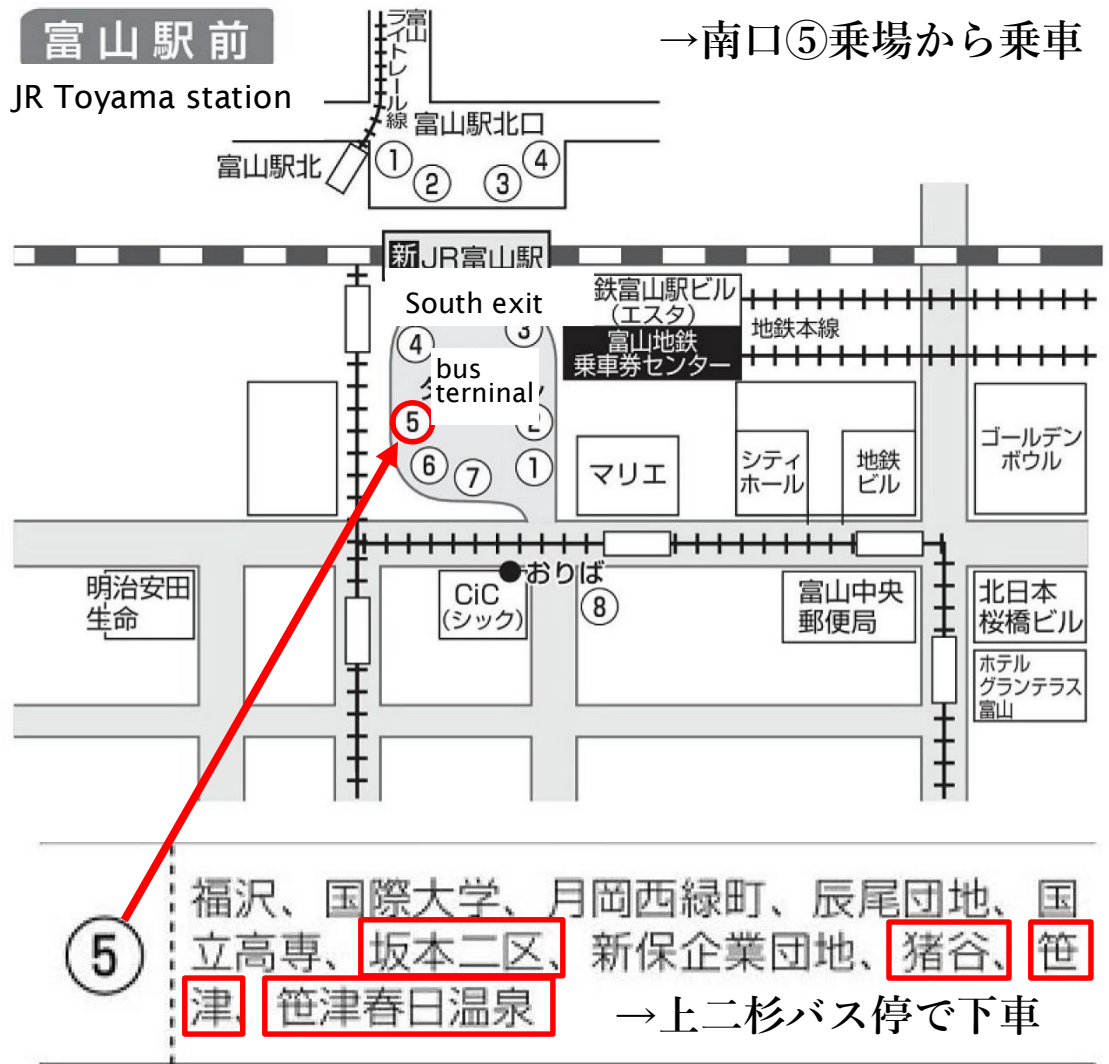 富山駅前
→南口⑤乗場から乗車
JR Toyama station
富山
ライトレール線
富山駅北口
富山駅北
①
②
③
④
新JR富山駅
South exit
鉄富山駅ビル
(エスタ)
地鉄本線
富山地鉄
乗車券センター
③
④
bus
terninal
⑤
②
⑥
⑦
①
マリエ
シティ
ホール
地鉄
ビル
ゴールデン
ボウル
明治安田
生命
CiC
(シック)
●おりば
⑧
富山中央
郵便局
北日本
桜橋ビル
ホテル
グランテラス
富山
⑤
福沢、国際大学、月岡西緑町、辰尾団地、国
立高専、坂本二区、新保企業団地、猪谷、笹
津、笹津春日温泉
→上二杉バス停で下車